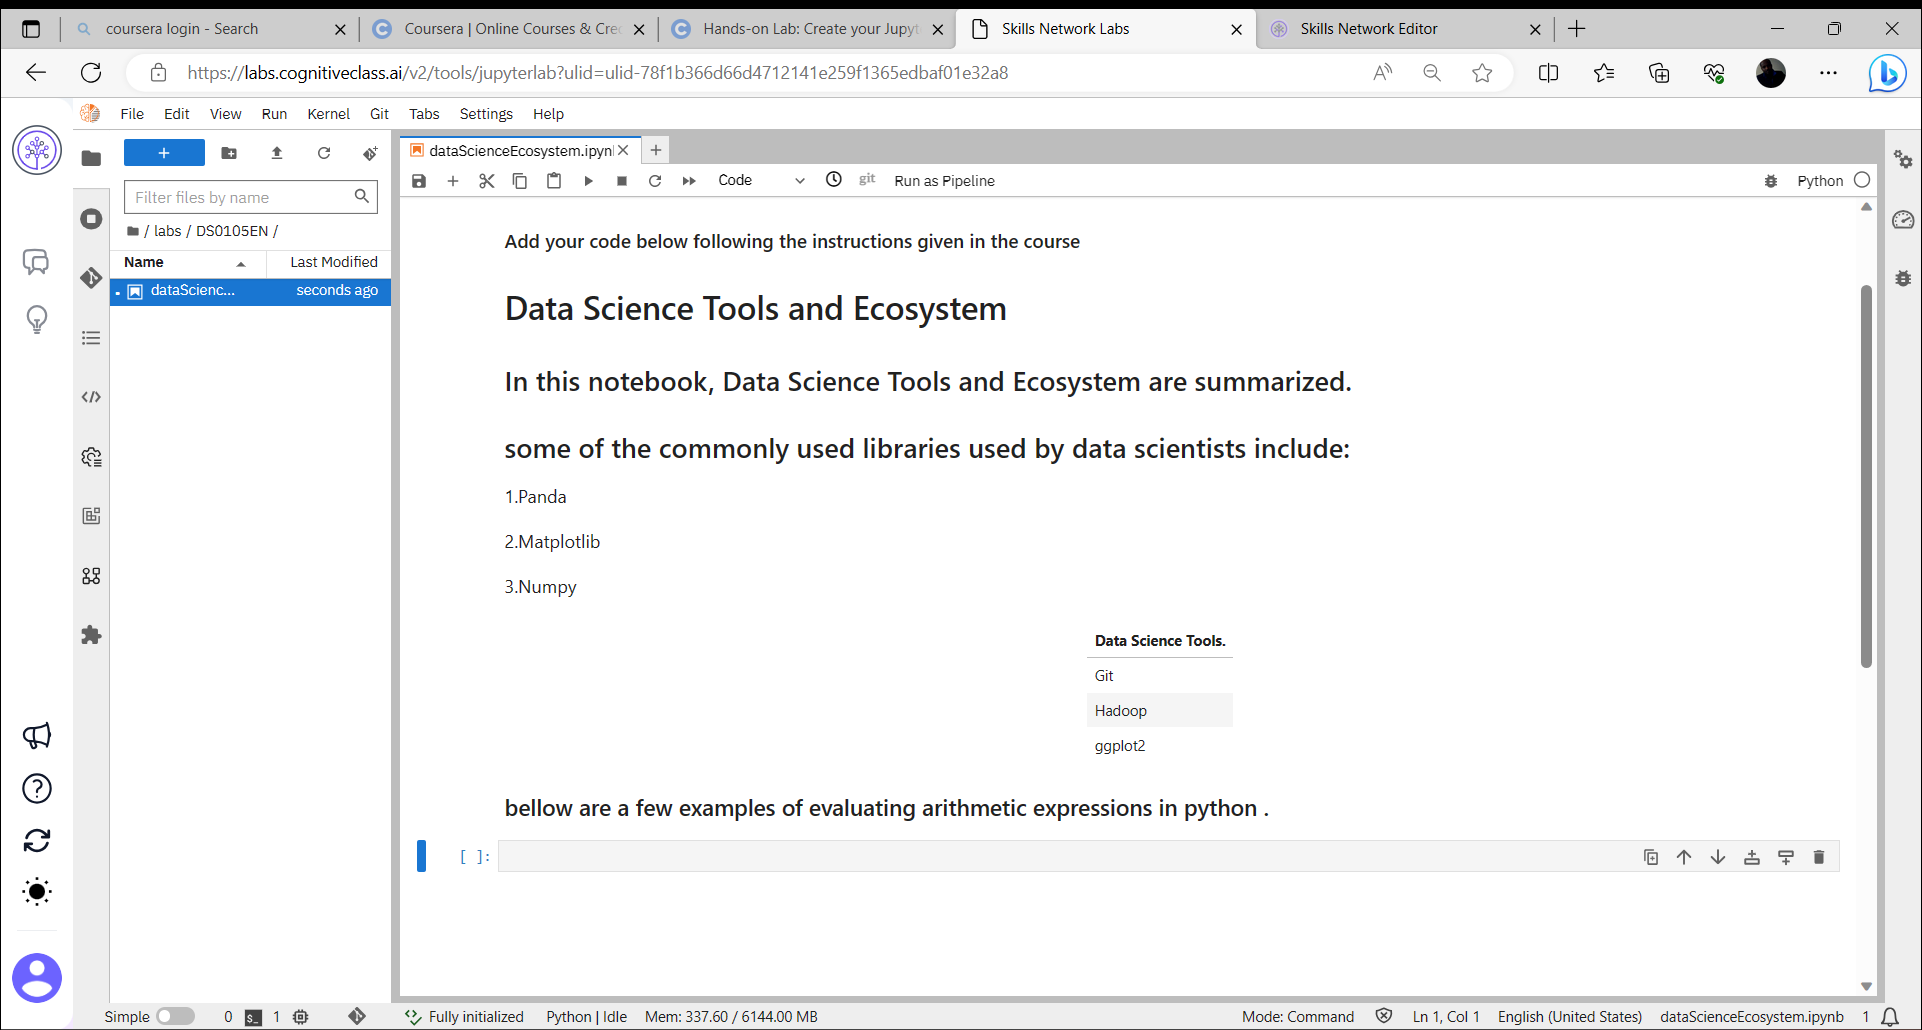 coursera login - Search
Coursera | Online Courses & Cre
Hands-on Lab: Create your Jupyt
Skills Network Labs
Skills Network Editor
https://labs.cognitiveclass.ai/v2/tools/jupyterlab?ulid=ulid-78f1b366d66d4712141e259f1365edbaf01e32a8
File Edit View Run Kernel Git Tabs Settings Help
dataScienceEcosystem.ipyn
Filter files by name
Code
git
Run as Pipeline
Python
/ labs / DS0105EN /
Name Last Modified
dataScienc... seconds ago
Add your code below following the instructions given in the course
Data Science Tools and Ecosystem
In this notebook, Data Science Tools and Ecosystem are summarized.
some of the commonly used libraries used by data scientists include:
1.Panda
2.Matplotlib
3.Numpy
Data Science Tools.
Git
Hadoop
ggplot2
bellow are a few examples of evaluating arithmetic expressions in python .
[ ]:
Simple 0 $_ 1 Fully initialized Python | Idle Mem: 337.60 / 6144.00 MB Mode: Command Ln 1, Col 1 English (United States) dataScienceEcosystem.ipynb 1